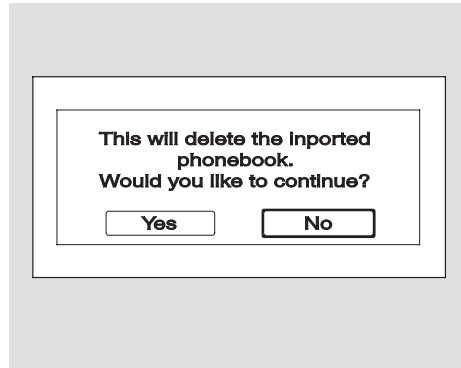 This will delete the inported
phonebook.
Would you like to continue?
Yes No